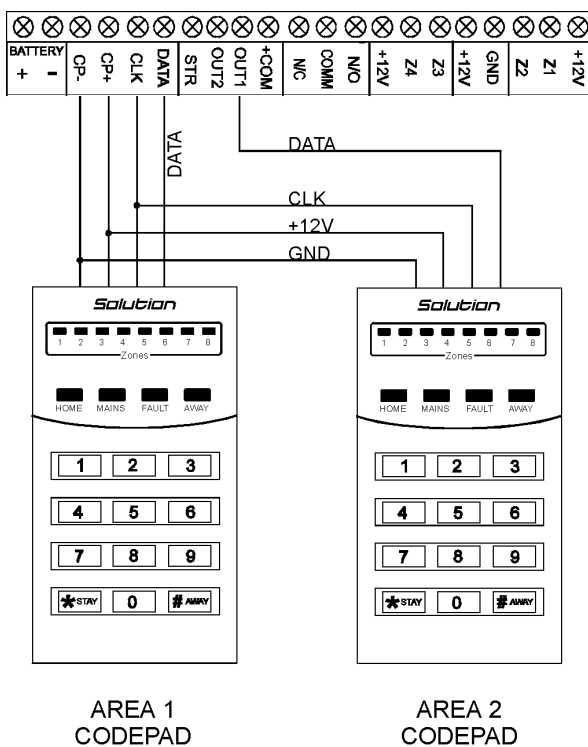 BATTERY
+ - CP- CP+ CLK DATA STR OUT2 OUT1 +COM N/C COMM N/O +12V Z4 Z3 +12V GND Z2 Z1 +12V
DATA
DATA
CLK
+12V
GND
Solution
1 2 3 4 5 6 7 8
Zones
HOME MAINS FAULT AWAY
1 2 3
4 5 6
7 8 9
*STAY 0 #AWAY
AREA 1
CODEPAD
Solution
1 2 3 4 5 6 7 8
Zones
HOME MAINS FAULT AWAY
1 2 3
4 5 6
7 8 9
*STAY 0 #AWAY
AREA 2
CODEPAD